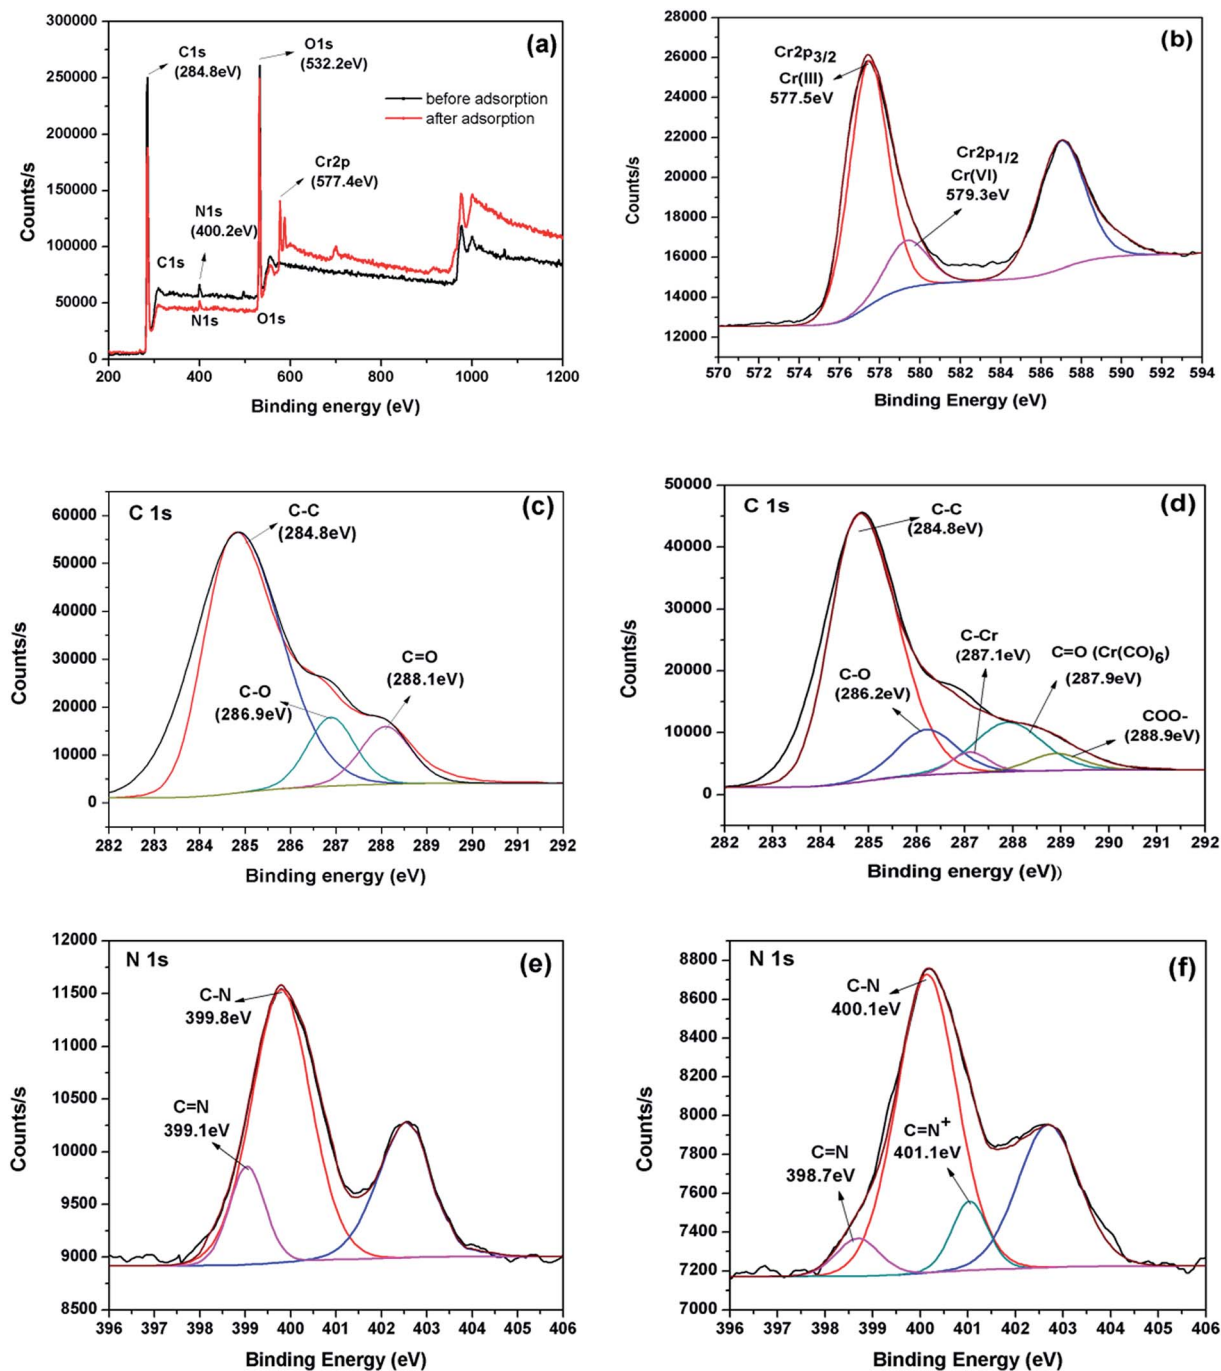 (a)
300000
250000
200000
150000
100000
50000
0
Counts/s
C1s
(284.8eV)
O1s
(532.2eV)
before adsorption
after adsorption
Cr2p
(577.4eV)
N1s
(400.2eV)
C1s
N1s
O1s
200 400 600 800 1000 1200
Binding energy (eV)
(b)
28000
26000
24000
22000
20000
18000
16000
14000
12000
Counts/s
Cr2p3/2
Cr(III)
577.5eV
Cr2p1/2
Cr(VI)
579.3eV
570 572 574 576 578 580 582 584 586 588 590 592 594
Binding Energy (eV)
C 1s
(c)
60000
50000
40000
30000
20000
10000
0
Counts/s
C-C
(284.8eV)
C=O
(288.1eV)
C-O
(286.9eV)
282 283 284 285 286 287 288 289 290 291 292
Binding energy (eV)
C 1s
(d)
50000
40000
30000
20000
10000
0
Counts/s
C-C
(284.8eV)
C-Cr
(287.1eV)
C=O (Cr(CO)6)
(287.9eV)
C-O
(286.2eV)
COO-
(288.9eV)
282 283 284 285 286 287 288 289 290 291 292
Binding energy (eV))
N 1s
(e)
12000
11500
11000
10500
10000
9500
9000
8500
Counts/s
C-N
399.8eV
C=N
399.1eV
396 397 398 399 400 401 402 403 404 405 406
Binding Energy (eV)
N 1s
(f)
8800
8600
8400
8200
8000
7800
7600
7400
7200
7000
Counts/s
C-N
400.1eV
C=N+
401.1eV
C=N
398.7eV
396 397 398 399 400 401 402 403 404 405 406
Binding Energy (eV)